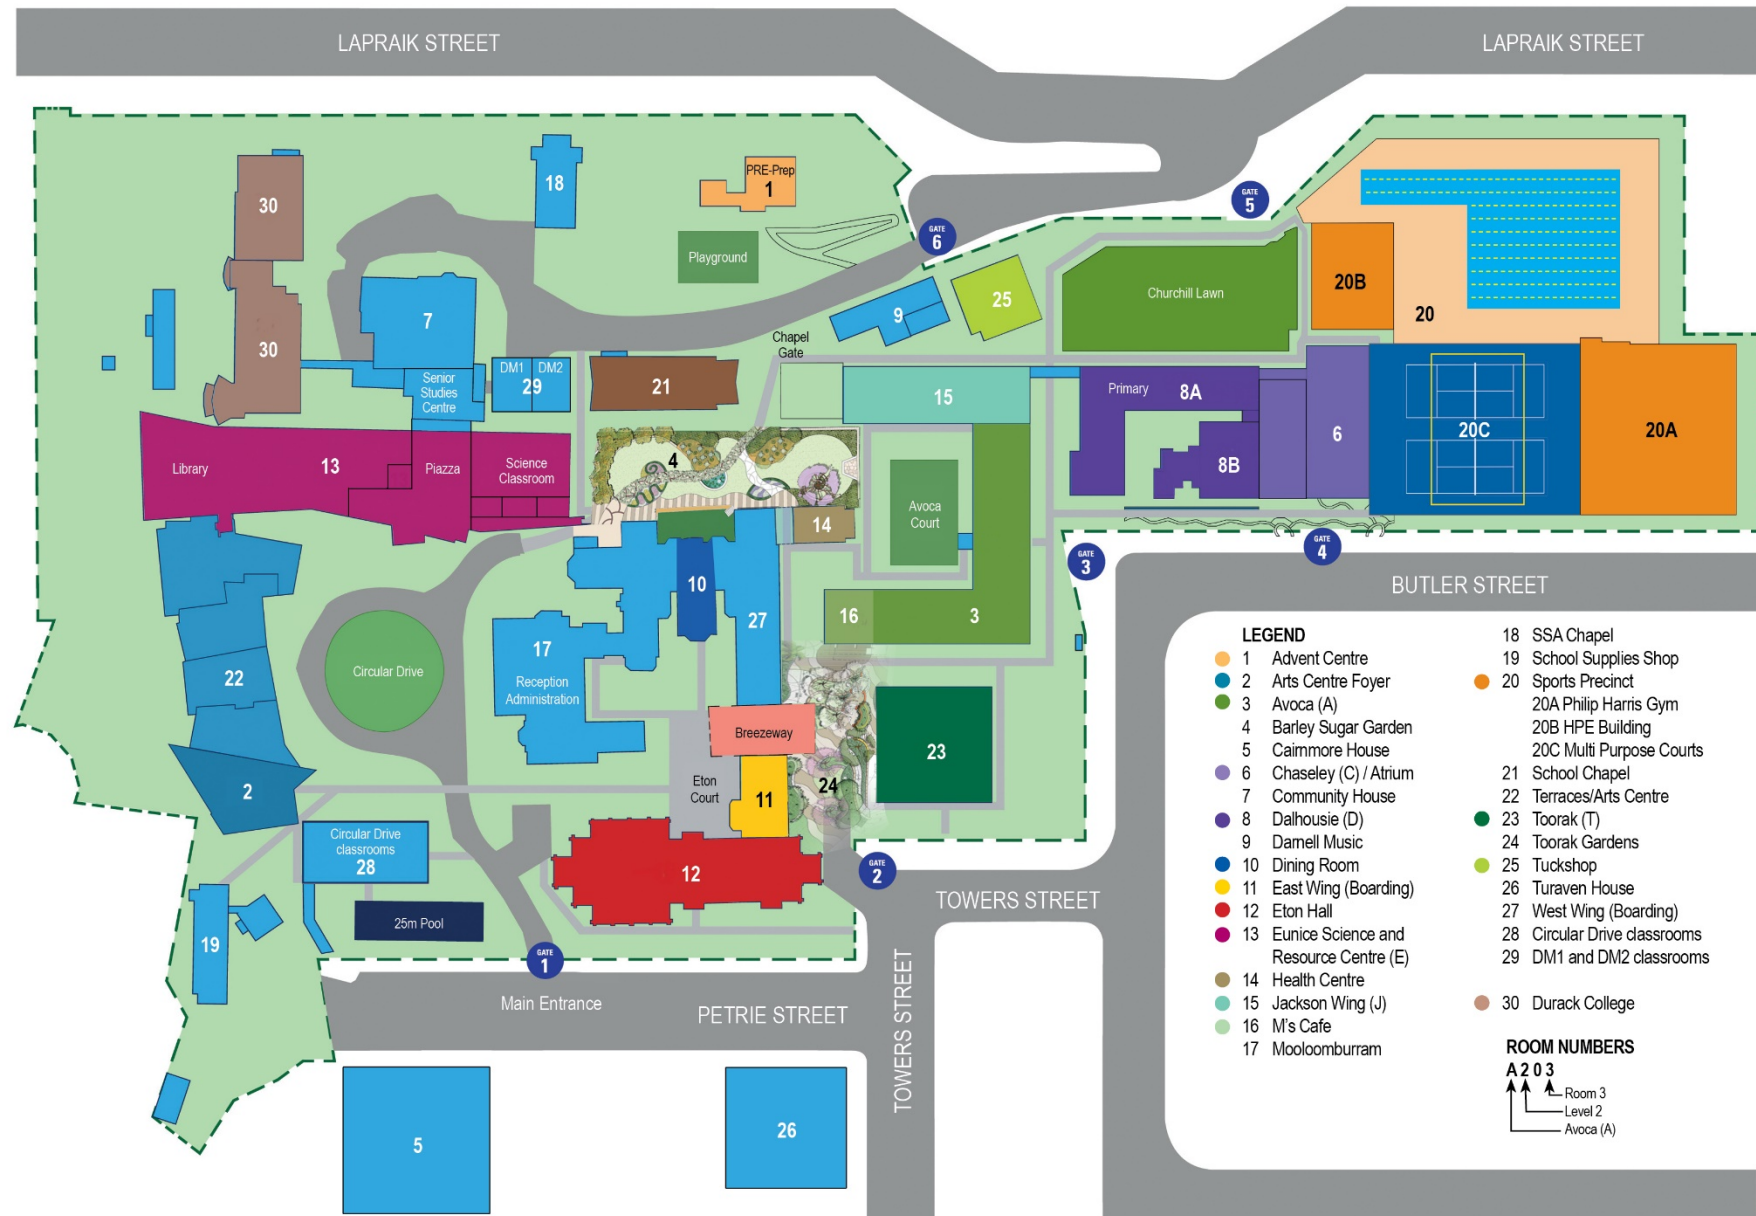 LAPRAIK STREET
LAPRAIK STREET
30
18
PRE-Prep
1
GATE
5
GATE
6
Playground
7
9
25
Churchill Lawn
20B
20
30
Chapel
Gate
DM1
DM2
29
Senior
Studies
Centre
21
15
Primary
8A
20C
20A
6
Library
13
Piazza
Science
Classroom
4
8B
Avoca
Court
14
GATE
4
GATE
3
BUTLER STREET
10
27
16
3
17
Reception
Administration
Circular Drive
22
Breezeway
23
Eton
Court
24
11
2
Circular Drive
classrooms
28
12
GATE
2
TOWERS STREET
25m Pool
19
GATE
1
Main Entrance
PETRIE STREET
TOWERS STREET
5
26
LEGEND
1 Advent Centre
2 Arts Centre Foyer
3 Avoca (A)
4 Barley Sugar Garden
5 Cairnmore House
6 Chaseley (C) / Atrium
7 Community House
8 Dalhousie (D)
9 Darnell Music
10 Dining Room
11 East Wing (Boarding)
12 Eton Hall
13 Eunice Science and
Resource Centre (E)
14 Health Centre
15 Jackson Wing (J)
16 M's Cafe
17 Mooloomburram
18 SSA Chapel
19 School Supplies Shop
20 Sports Precinct
20A Philip Harris Gym
20B HPE Building
20C Multi Purpose Courts
21 School Chapel
22 Terraces/Arts Centre
23 Toorak (T)
24 Toorak Gardens
25 Tuckshop
26 Turaven House
27 West Wing (Boarding)
28 Circular Drive classrooms
29 DM1 and DM2 classrooms
30 Durack College
ROOM NUMBERS
A 2 0 3
Room 3
Level 2
Avoca (A)